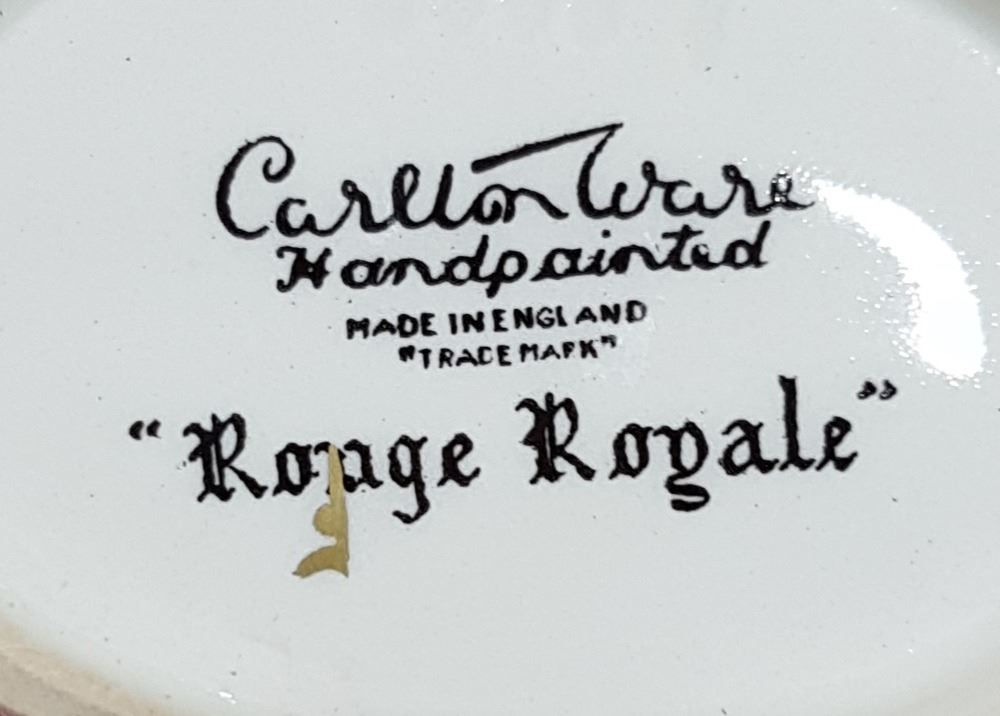 Carlton Ware
Handpainted
MADE IN ENGLAND
"TRADE MARK"
"Rouge Royale"